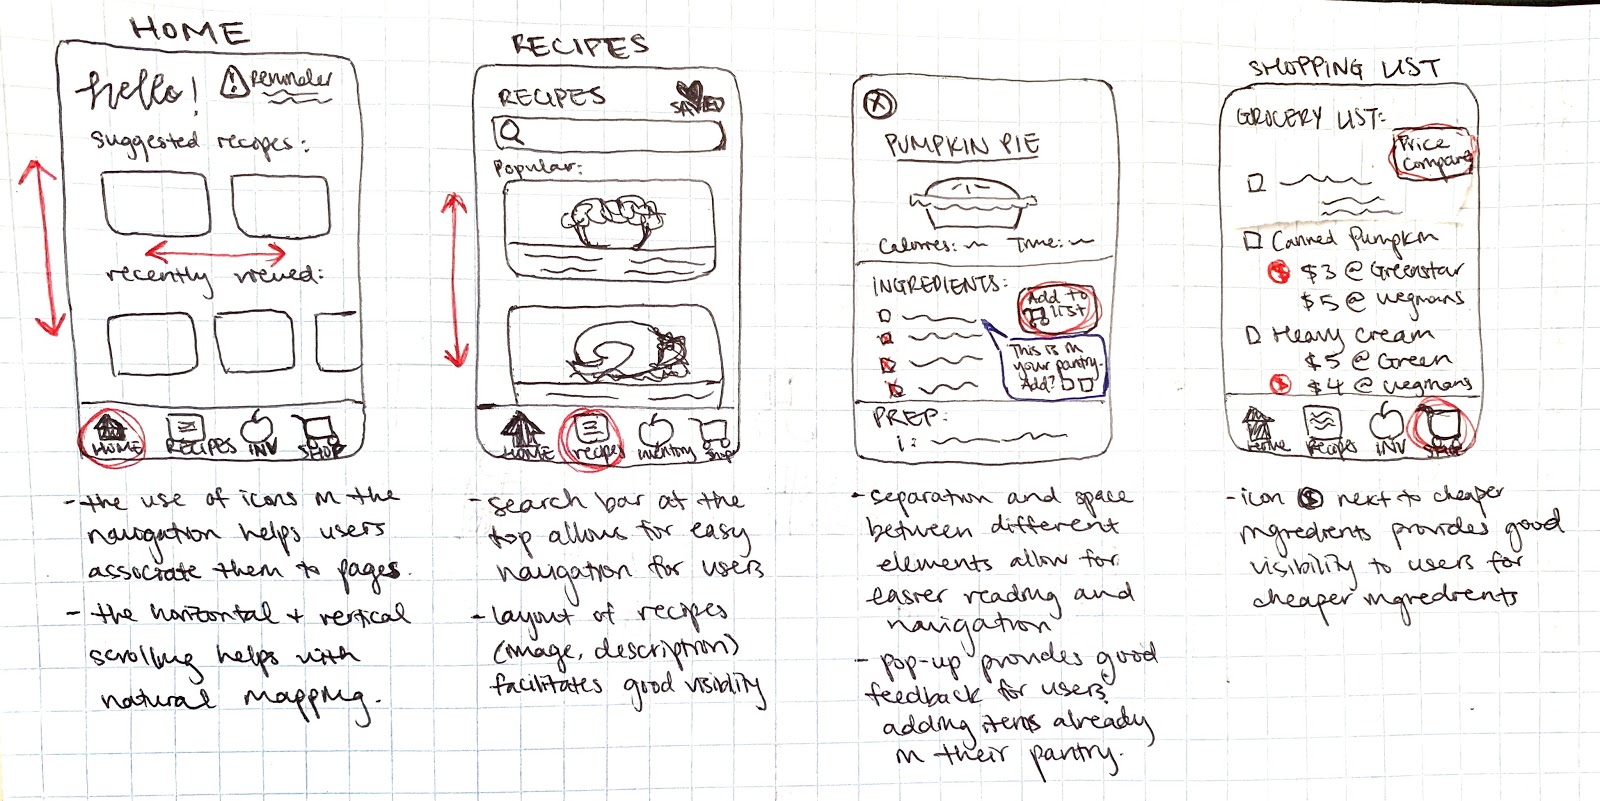 HOME
hello!
Reminder
suggested recipes:
recently viewed:
HOME
RECIPES
INV
SHOP
- the use of icons in the
navigation helps users
associate them to pages.
- the horizontal + vertical
scrolling helps with
natural mapping.
RECIPES
RECIPES
SAVED
Popular:
HOME
recipes
inventory
shop
- search bar at the
top allows for easy
navigation for users
- layout of recipes
(image, description)
facilitates good visiblity
X
PUMPKIN PIE
Calories: Time:
INGREDIENTS:
Add to
list
This is in
your pantry.
Add?
PREP:
1:
- separation and space
between different
elements allow for
easier reading and
navigation
- pop-up provides good
feedback for users
adding items already
in their pantry.
SHOPPING LIST
GROCERY LIST:
Price
Compare
Canned Pumpkin
$ $3 @ Greenstar
$5 @ Wegmans
Heavy Cream
$5 @ Green
$ $4 @ Wegmans
Home
Recipes
INV
Shop
- icon $ next to cheaper
ingredients provides good
visibility to users for
cheaper ingredients